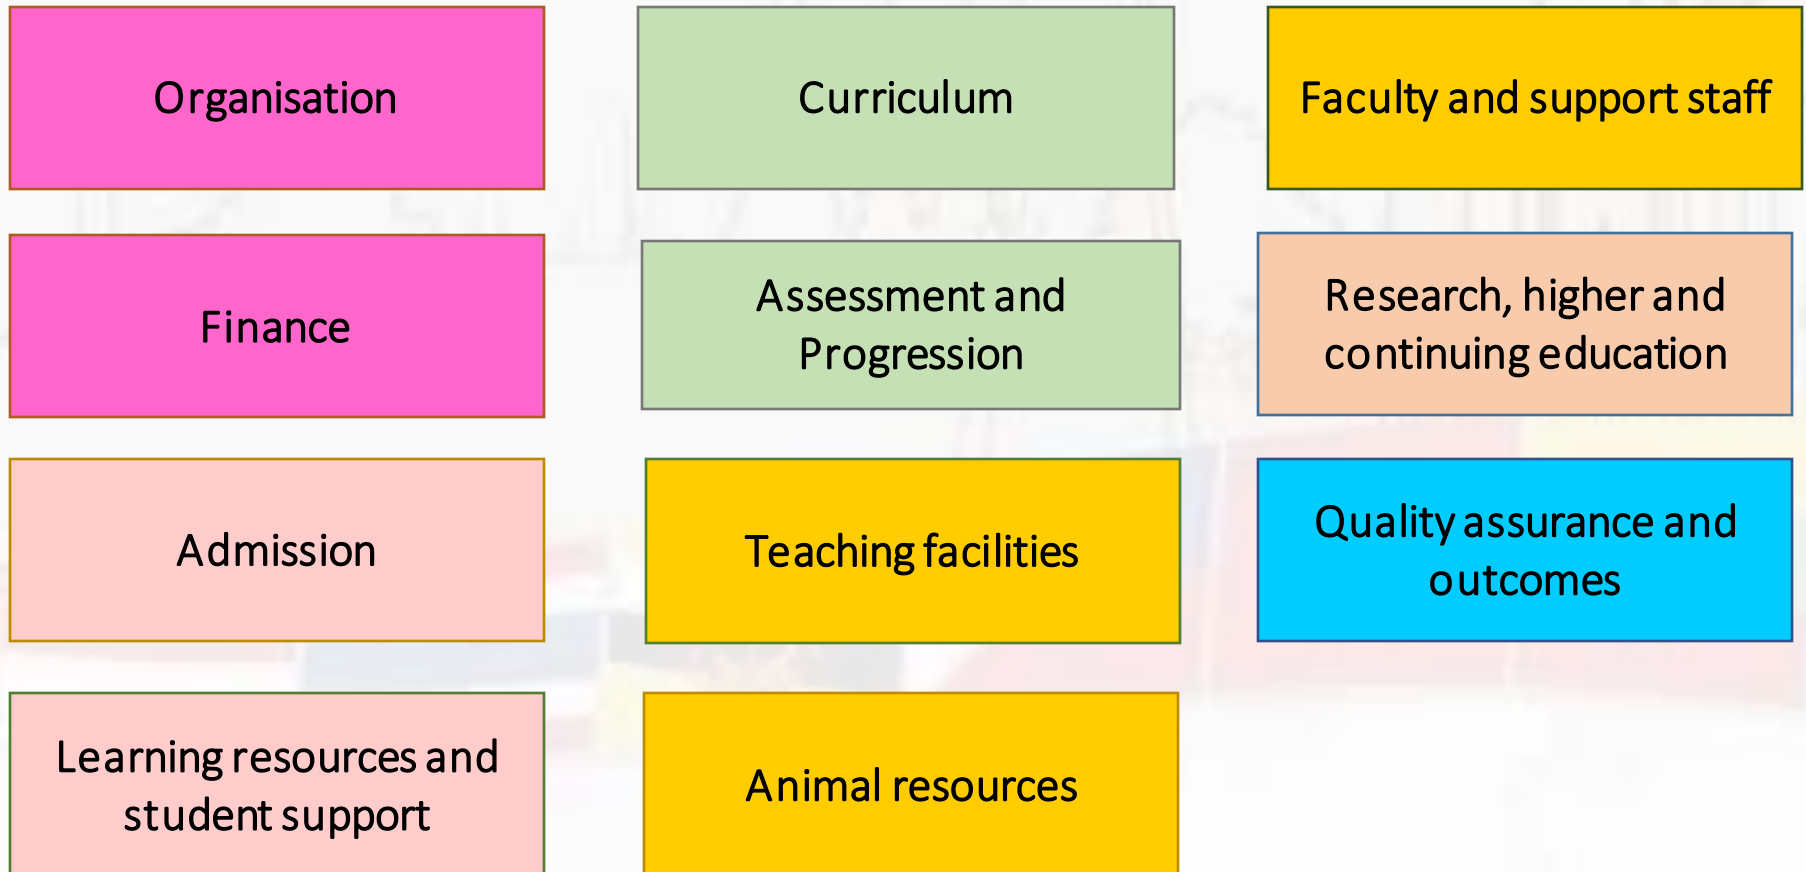 Organisation
Curriculum
Faculty and support staff
Finance
Assessment and
Progression
Research, higher and
continuing education
Admission
Teaching facilities
Quality assurance and
outcomes
Learning resources and
student support
Animal resources